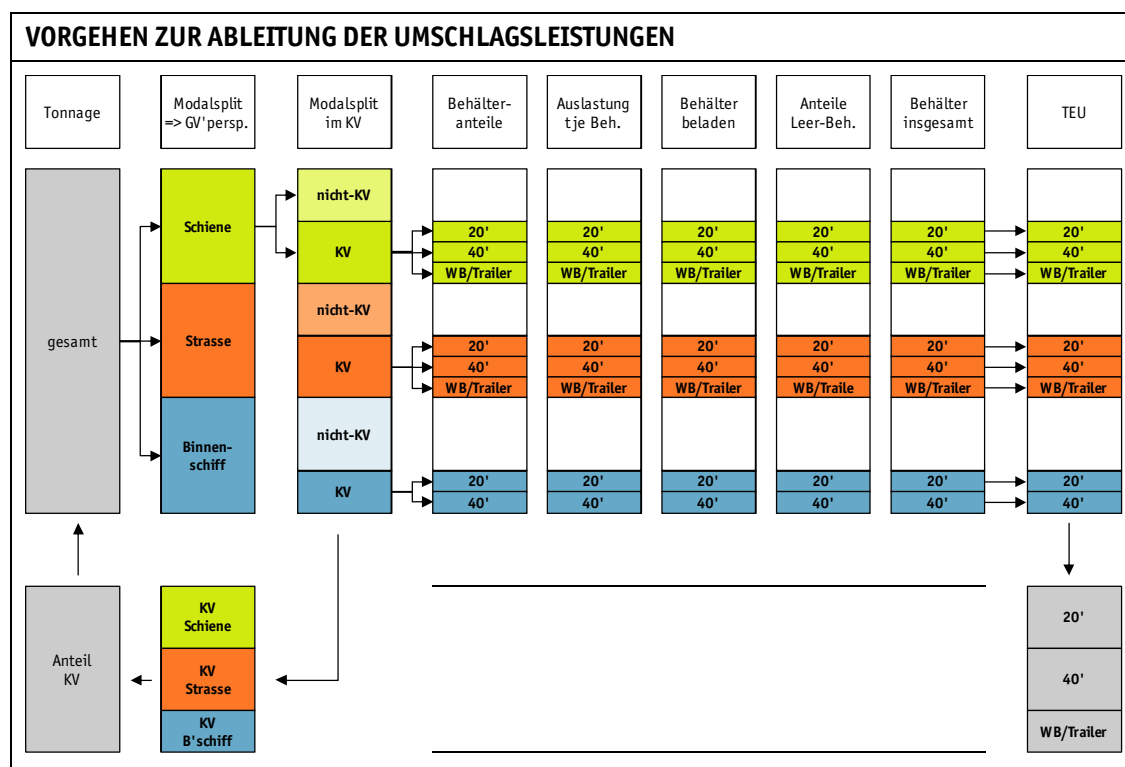 VORGEHEN ZUR ABLEITUNG DER UMSCHLAGSLEISTUNGEN
Tonnage
Modalsplit
=> GV'persp.
Modalsplit
im KV
Behälter-
anteile
Auslastung
tje Beh.
Behälter
beladen
Anteile
Leer-Beh.
Behälter
insgesamt
TEU
gesamt
Schiene
Strasse
Binnen-
schiff
nicht-KV
KV
nicht-KV
KV
nicht-KV
KV
20' 20' 20' 20' 20' 20'
40' 40' 40' 40' 40' 40'
WB/Trailer WB/Trailer WB/Trailer WB/Trailer WB/Trailer WB/Trailer
20' 20' 20' 20' 20' 20'
40' 40' 40' 40' 40' 40'
WB/Trailer WB/Trailer WB/Trailer WB/Traile WB/Trailer WB/Trailer
20' 20' 20' 20' 20' 20'
40' 40' 40' 40' 40' 40'
Anteil
KV
KV
Schiene
KV
Strasse
KV
B'schiff
20'
40'
WB/Trailer